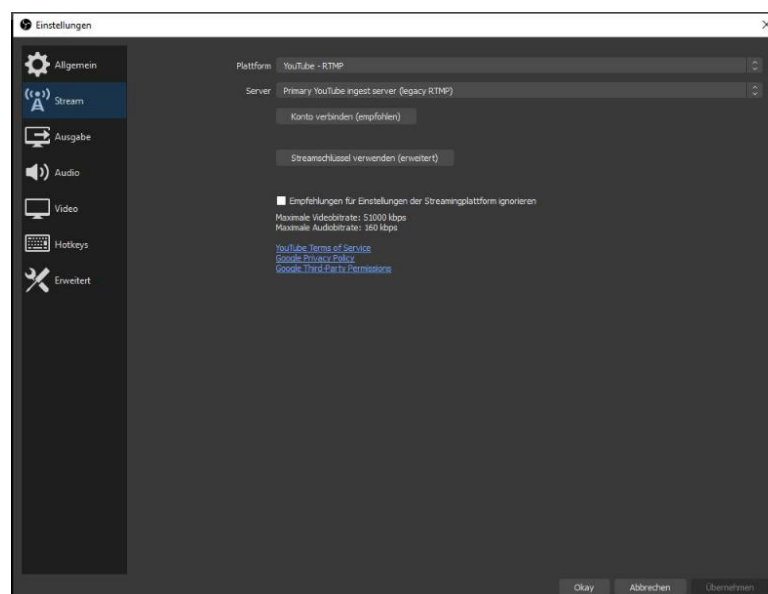 Einstellungen
Allgemein
Stream
Ausgabe
Audio
Video
Hotkeys
Erweitert
Plattform YouTube - RTMP
Server Primary YouTube ingest server (legacy RTMP)
Konto verbinden (empfohlen)
Streamschlüssel verwenden (erweitert)
Empfehlungen für Einstellungen der Streamingplattform ignorieren
Maximale Videobitrate: 51000 kbps
Maximale Audiobitrate: 160 kbps
YouTube Terms of Service
Google Privacy Policy
Google Third-Party Permissions
Okay Abbrechen Übernehmen